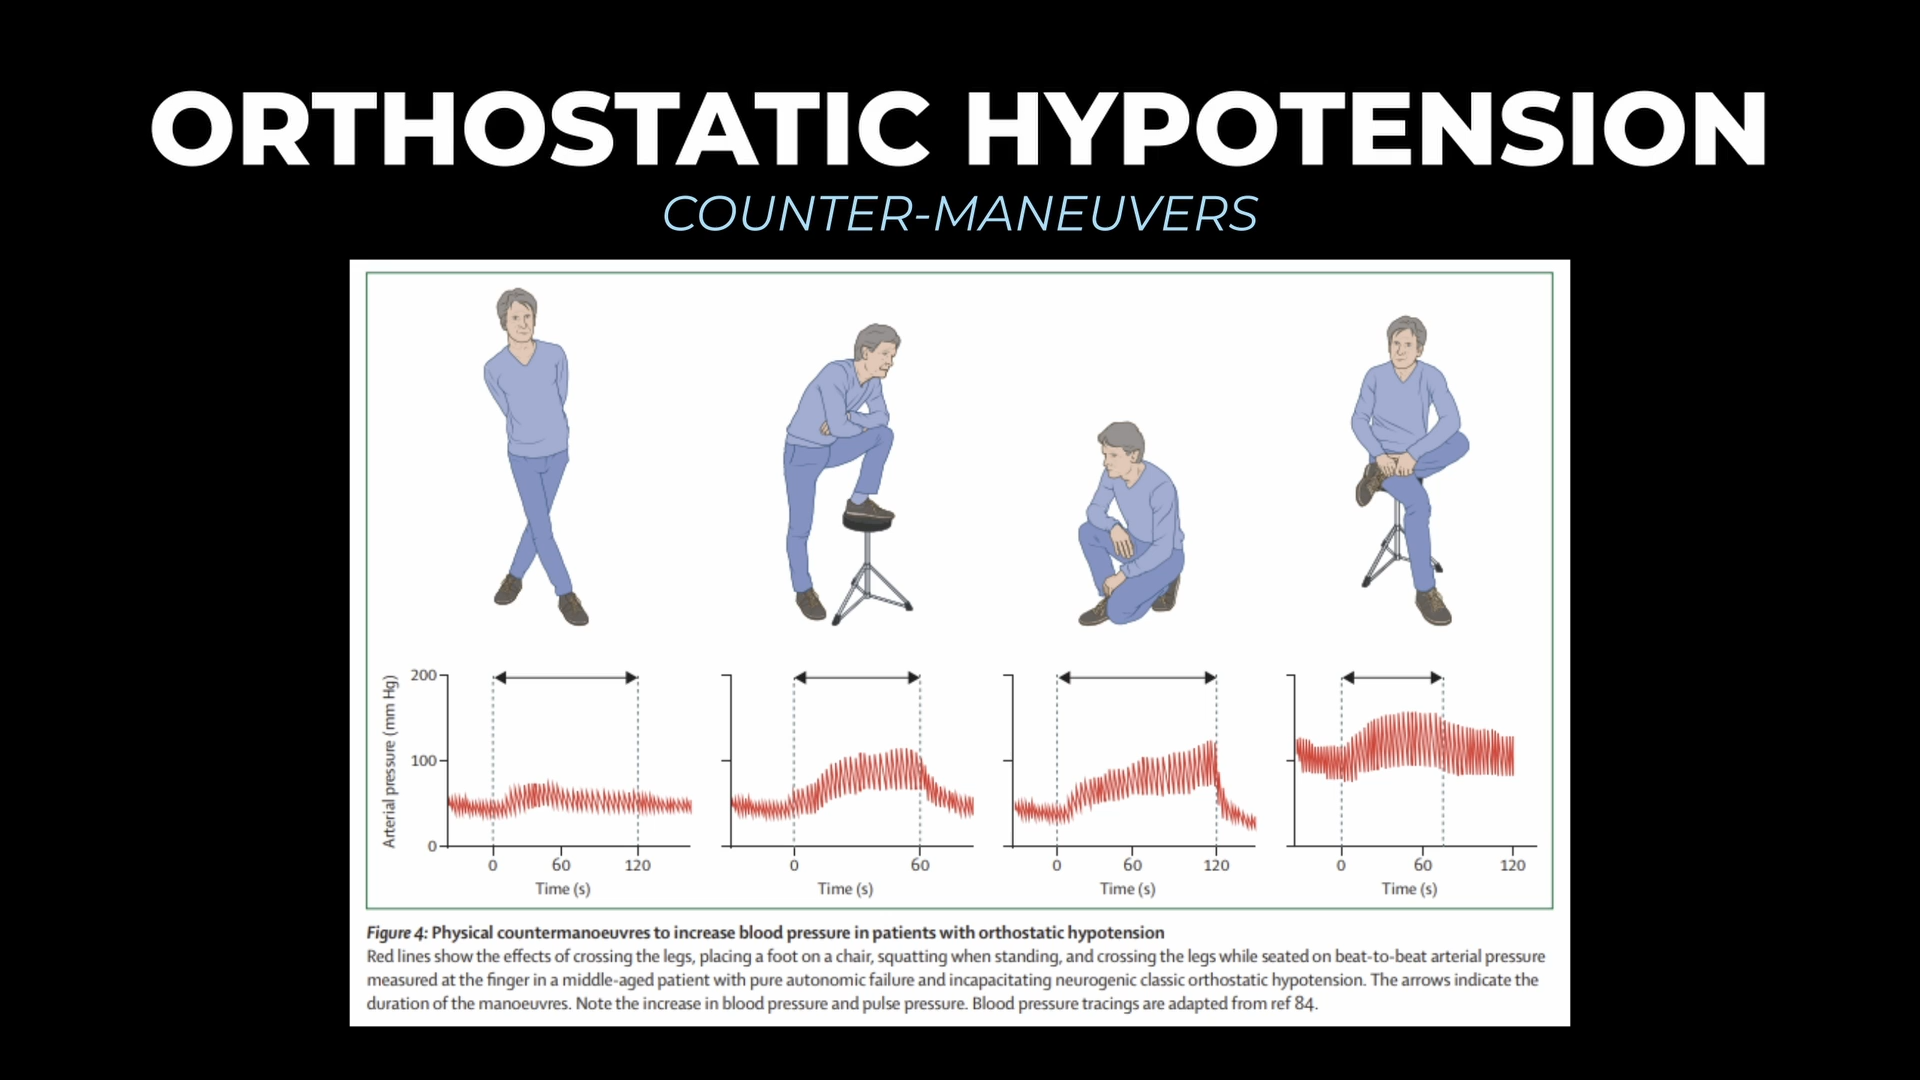 ORTHOSTATIC HYPOTENSION
COUNTER-MANEUVERS
Arterial pressure (mm Hg)
200
100
0
0 60 120
Time (s)
0 60
Time (s)
0 60 120
Time (s)
0 60 120
Time (s)
Figure 4: Physical countermanoeuvres to increase blood pressure in patients with orthostatic hypotension
Red lines show the effects of crossing the legs, placing a foot on a chair, squatting when standing, and crossing the legs while seated on beat-to-beat arterial pressure
measured at the finger in a middle-aged patient with pure autonomic failure and incapacitating neurogenic classic orthostatic hypotension. The arrows indicate the
duration of the manoeuvres. Note the increase in blood pressure and pulse pressure. Blood pressure tracings are adapted from ref 84.